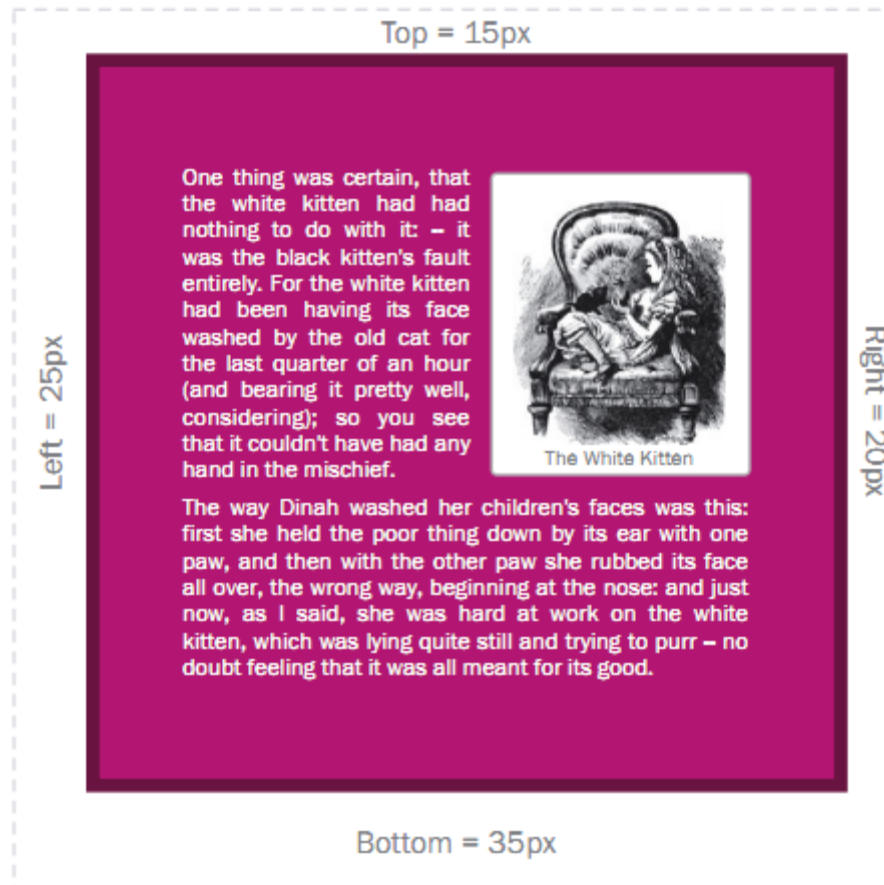 Top = 15px
Left = 25px
One thing was certain, that
the white kitten had had
nothing to do with it: – it
was the black kitten's fault
entirely. For the white kitten
had been having its face
washed by the old cat for
the last quarter of an hour
(and bearing it pretty well,
considering); so you see
that it couldn't have had any
hand in the mischief.
The White Kitten
The way Dinah washed her children's faces was this:
first she held the poor thing down by its ear with one
paw, and then with the other paw she rubbed its face
all over, the wrong way, beginning at the nose: and just
now, as I said, she was hard at work on the white
kitten, which was lying quite still and trying to purr – no
doubt feeling that it was all meant for its good.
Right = 20px
Bottom = 35px